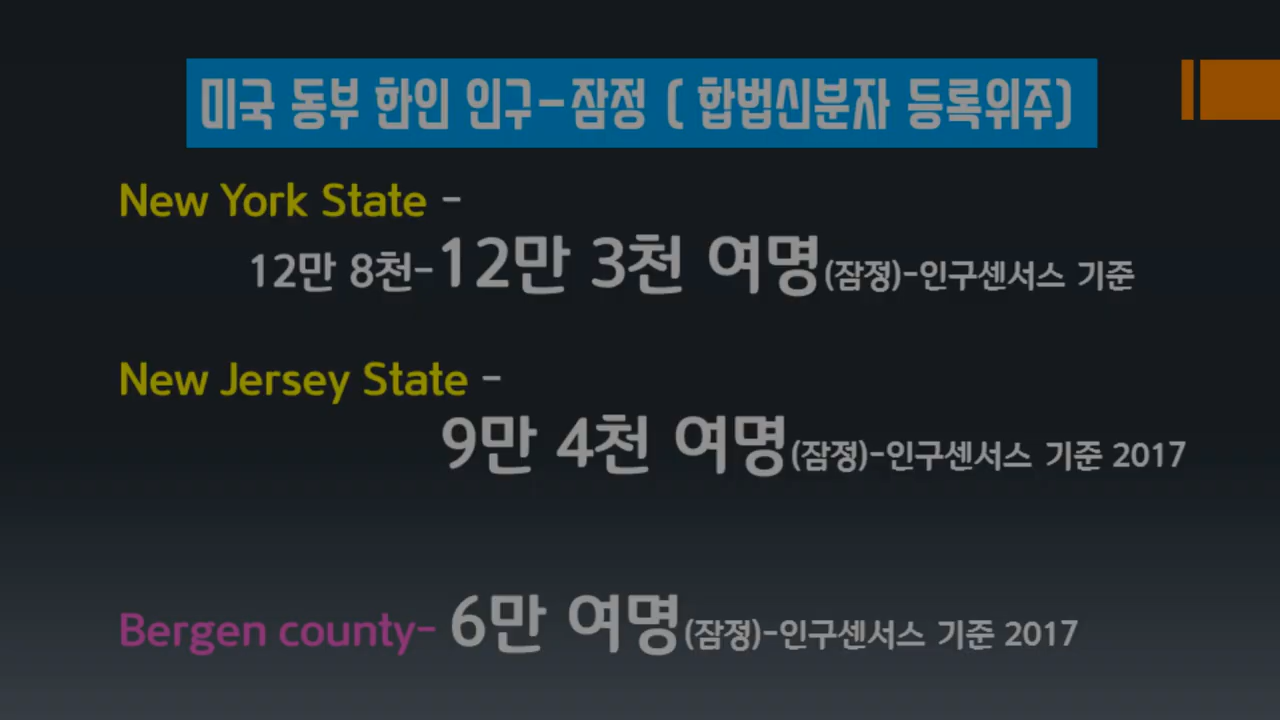 미국 동부 한인 인구-잠정 ( 합법신분자 등록위주)
New York State -
12만 8천-12만 3천 여명(잠정)-인구센서스 기준
New Jersey State -
9만 4천 여명(잠정)-인구센서스 기준 2017
Bergen county- 6만 여명(잠정)-인구센서스 기준 2017